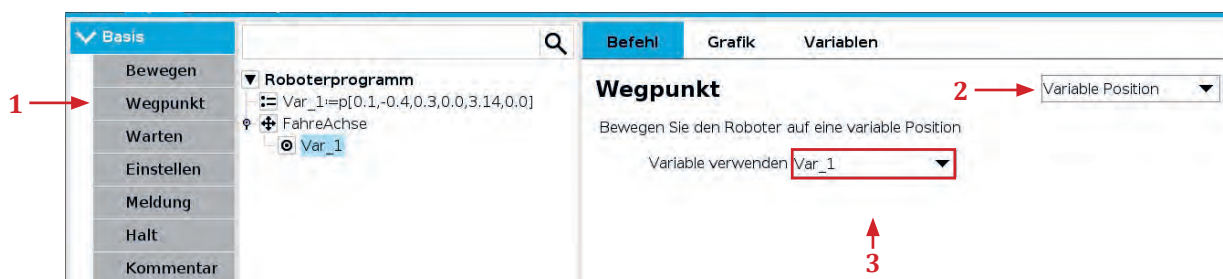 Basis
Bewegen
Wegpunkt
Warten
Einstellen
Meldung
Halt
Kommentar
1
Roboterprogramm
Var_1≔p[0.1,-0.4,0.3,0.0,3.14,0.0]
FahreAchse
Var_1
Befehl Grafik Variablen
Wegpunkt
2
Variable Position
Bewegen Sie den Roboter auf eine variable Position
Variable verwenden Var_1
3